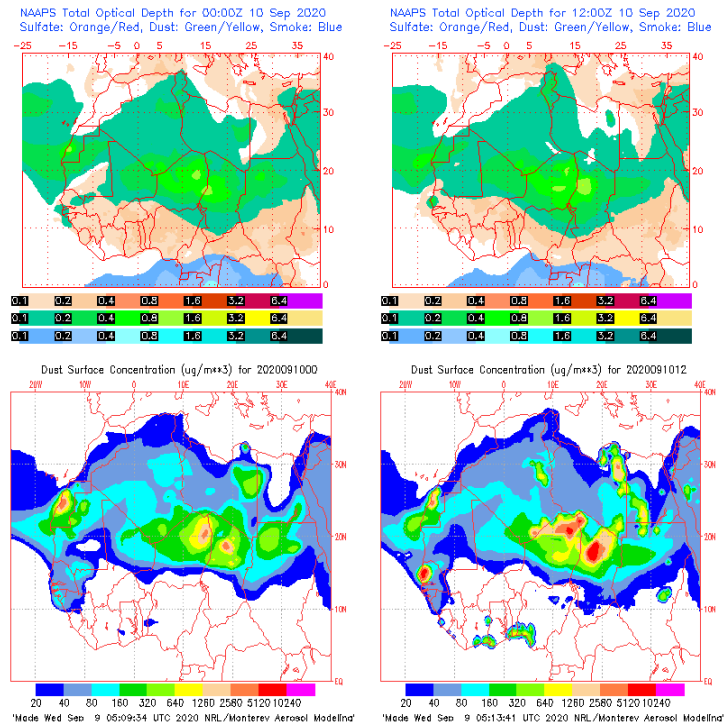 NAAPS Total Optical Depth for 00:00Z 10 Sep 2020
Sulfate: Orange/Red, Dust: Green/Yellow, Smoke: Blue
-25 -15 -5 0 5 15 25 35
40
30
20
10
0
0.1 0.2 0.4 0.8 1.6 3.2 6.4
0.1 0.2 0.4 0.8 1.6 3.2 6.4
0.1 0.2 0.4 0.8 1.6 3.2 6.4
NAAPS Total Optical Depth for 12:00Z 10 Sep 2020
Sulfate: Orange/Red, Dust: Green/Yellow, Smoke: Blue
-25 -15 -5 0 5 15 25 35
40
30
20
10
0
0.1 0.2 0.4 0.8 1.6 3.2 6.4
0.1 0.2 0.4 0.8 1.6 3.2 6.4
0.1 0.2 0.4 0.8 1.6 3.2 6.4
Dust Surface Concentration (ug/m**3) for 2020091000
20W 10W 0 10E 20E 30E 40E
40N
30N
20N
10N
EQ
20 40 80 160 320 640 1280 2580 5120 10240
'Made Wed Sep 9 05:09:34 UTC 2020 NRL/Monterey Aerosol Modeling'
Dust Surface Concentration (ug/m**3) for 2020091012
20W 10W 0 10E 20E 30E 40E
40N
30N
20N
10N
EQ
20 40 80 160 320 640 1280 2580 5120 10240
'Made Wed Sep 9 05:13:41 UTC 2020 NRL/Monterey Aerosol Modeling'